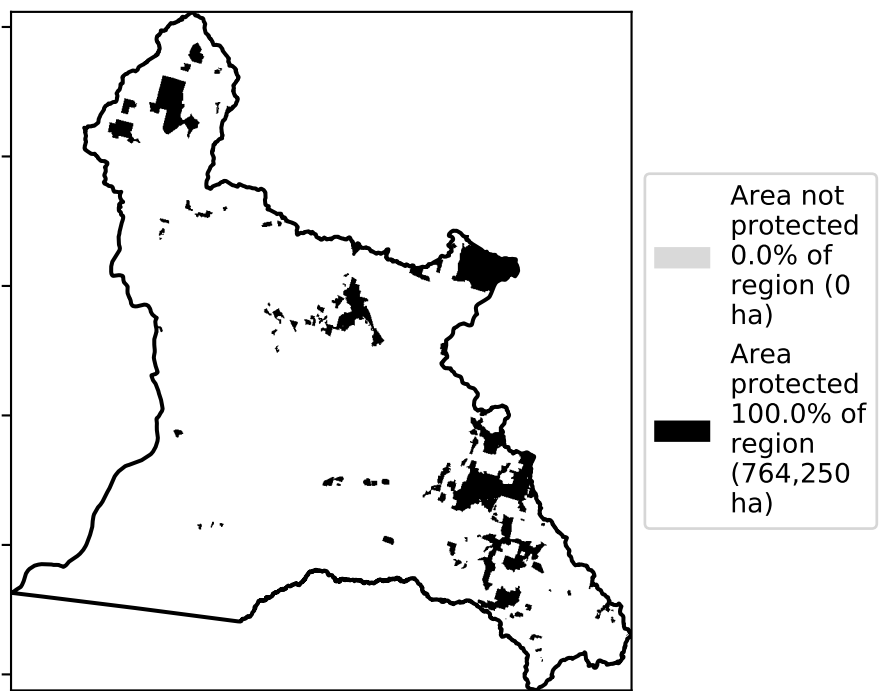 Area not
protected
0.0% of
region (0
ha)
Area
protected
100.0% of
region
(764,250
ha)